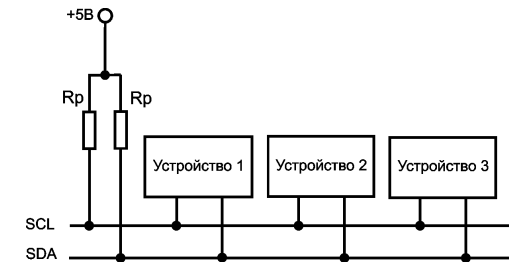 +5В
Rp Rp
Устройство 1 Устройство 2 Устройство 3
SCL
SDA